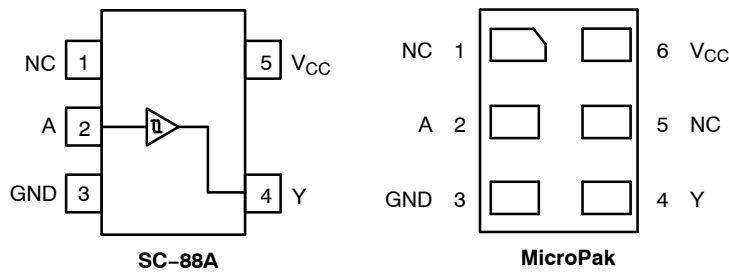 NC 1 5 VCC
A 2
GND 3 4 Y
SC−88A
NC 1 6 VCC
A 2 5 NC
GND 3 4 Y
MicroPak